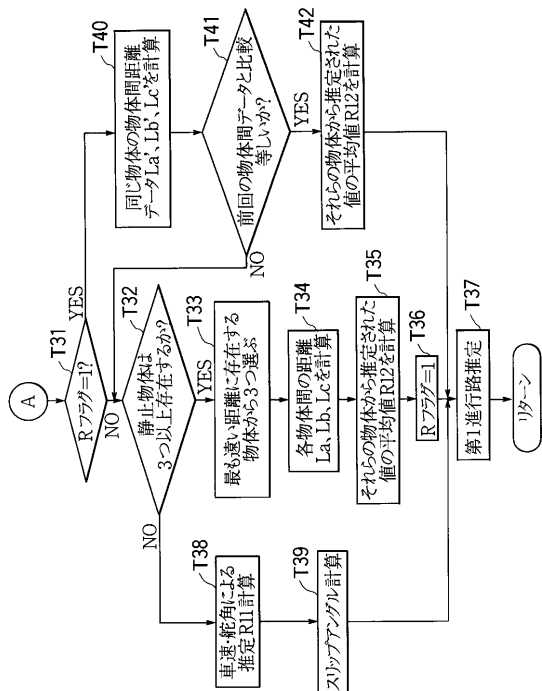 A
T31
Rフラグ=1?
YES
NO
T40
同じ物体の物体間距離
データLa'、Lb'、Lc'を計算
T41
前回の物体間データと比較
等しいか?
NO
YES
T42
それらの物体から推定された
値の平均値R12を計算
T32
静止物体は
3つ以上存在するか?
NO
YES
T33
最も遠い距離に存在する
物体から3つ選ぶ
T34
各物体間の距離
La、Lb、Lcを計算
T35
それらの物体から推定された
値の平均値R12を計算
T36
Rフラグ=1
T38
車速・舵角による
推定R11計算
T39
スリップアングル計算
T37
第1進行路推定
リターン